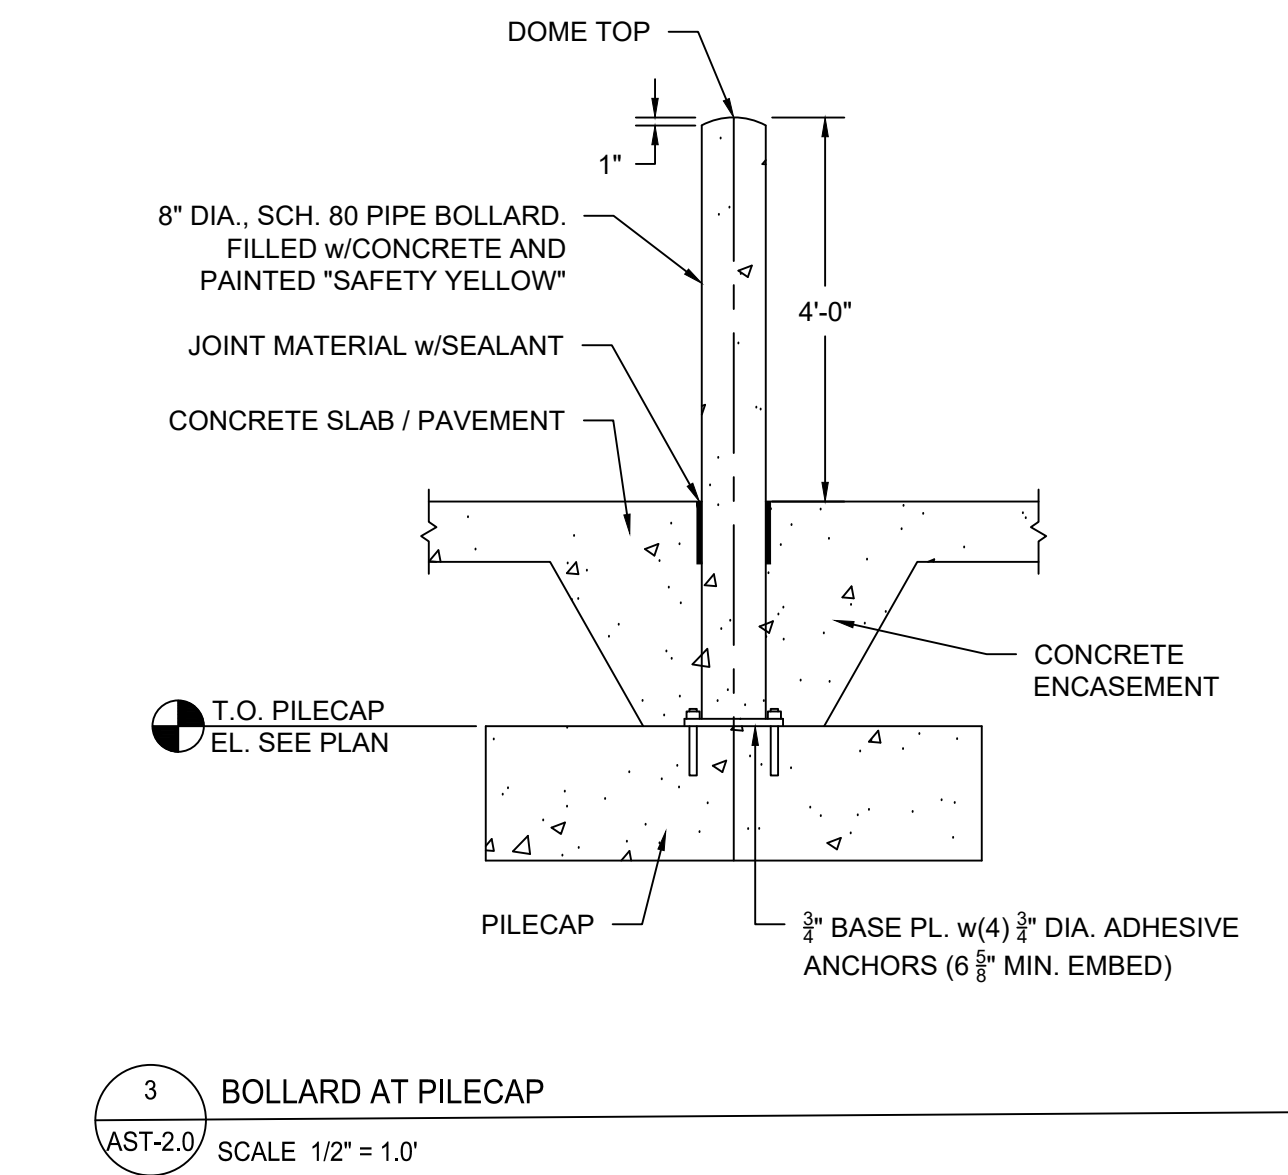 DOME TOP
1"
8" DIA., SCH. 80 PIPE BOLLARD.
FILLED w/CONCRETE AND
PAINTED "SAFETY YELLOW"
4'-0"
JOINT MATERIAL w/SEALANT
CONCRETE SLAB / PAVEMENT
CONCRETE
ENCASEMENT
T.O. PILECAP
EL. SEE PLAN
PILECAP
3/4" BASE PL. w(4) 3/4" DIA. ADHESIVE
ANCHORS (6 5/8" MIN. EMBED)
3
BOLLARD AT PILECAP
AST-2.0
SCALE 1/2" = 1.0'